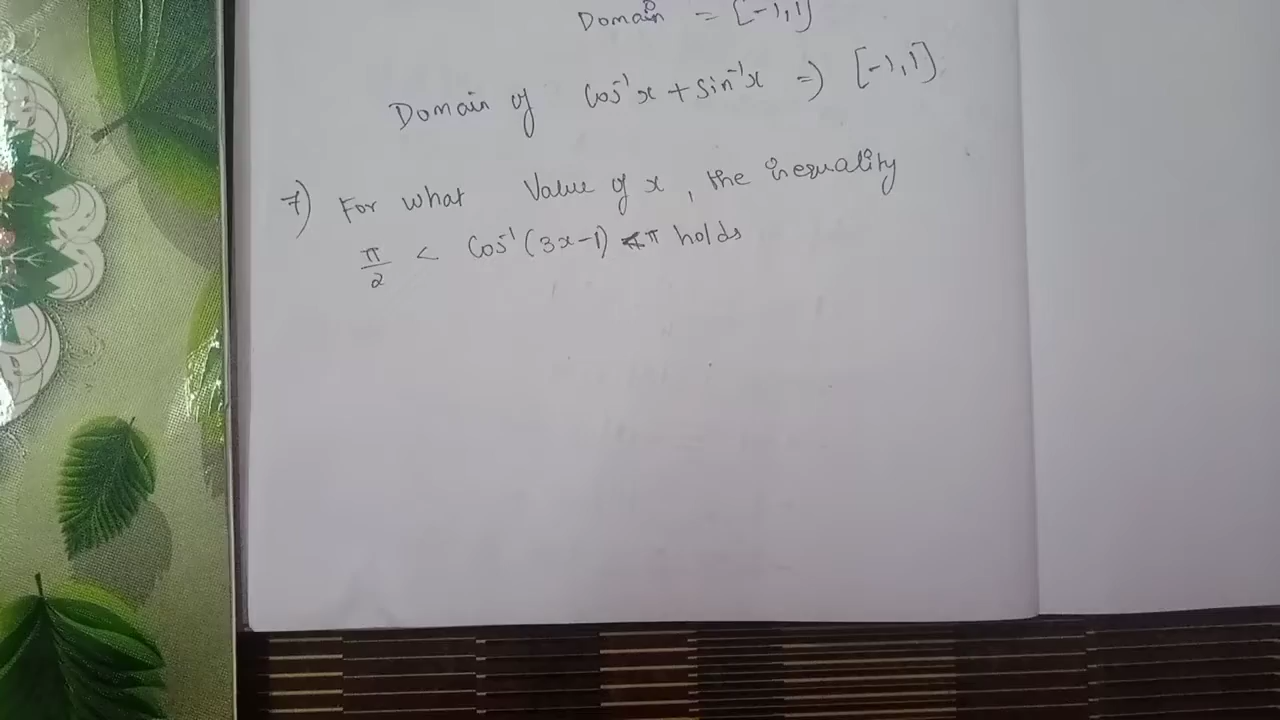 Domain = [-1,1]
Domain of cos⁻¹x + sin⁻¹x ⇒ [-1,1]
7) For what value of x, the inequality
π/2 < cos⁻¹(3x-1) < π holds